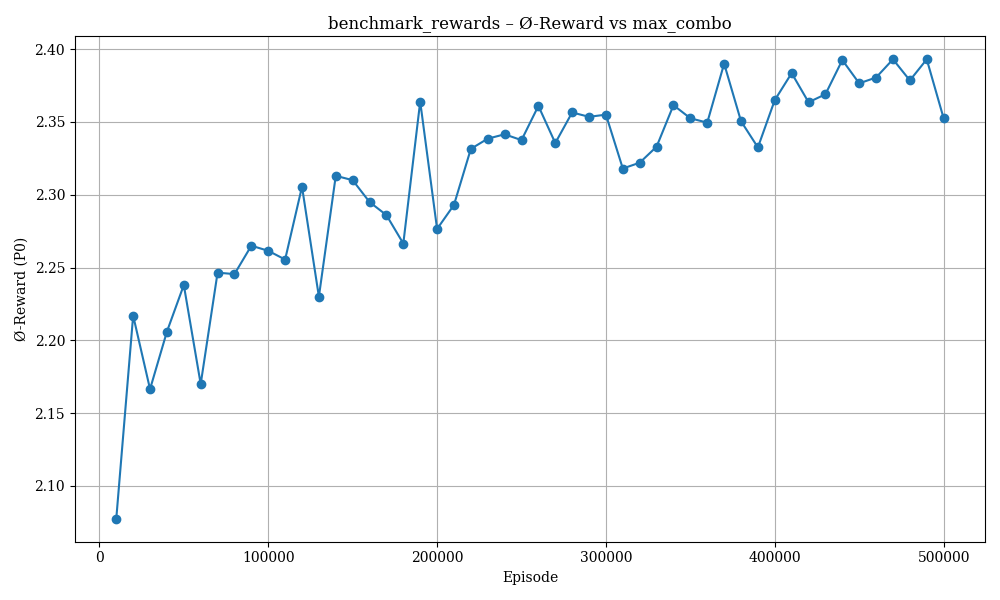 benchmark_rewards – Ø-Reward vs max_combo
2.40
2.35
2.30
2.25
2.20
2.15
2.10
Ø-Reward (P0)
0 100000 200000 300000 400000 500000
Episode